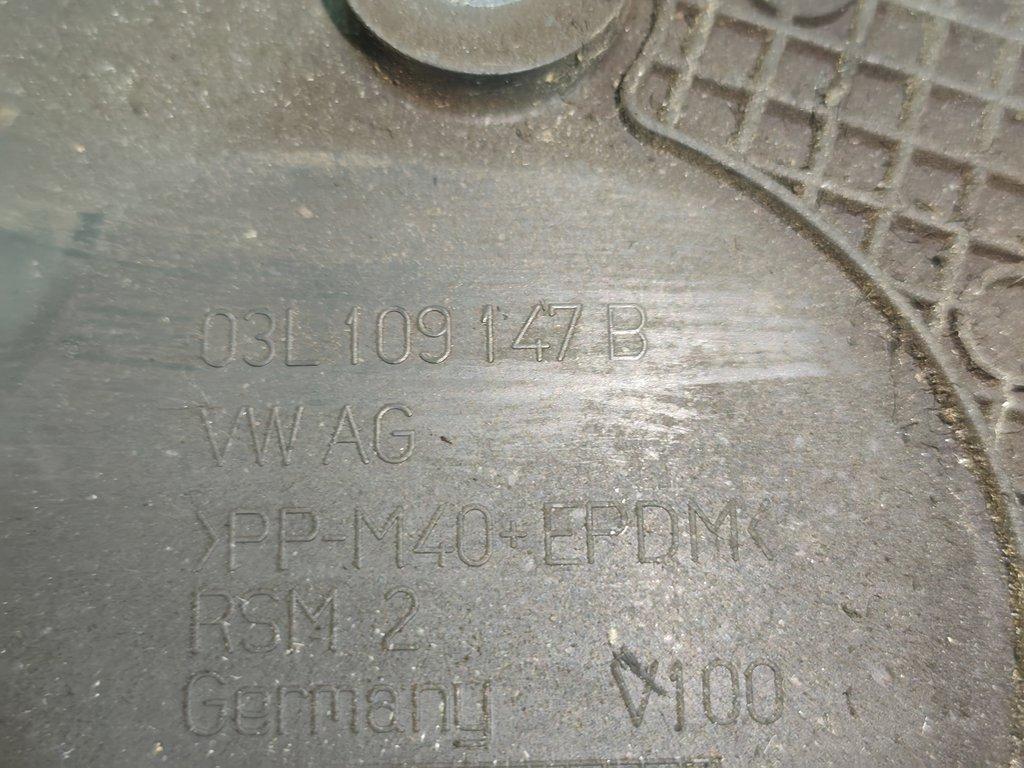 03L 109 147 B
VW AG
>PP-M40+EPDM<
RSM 2
Germany V100